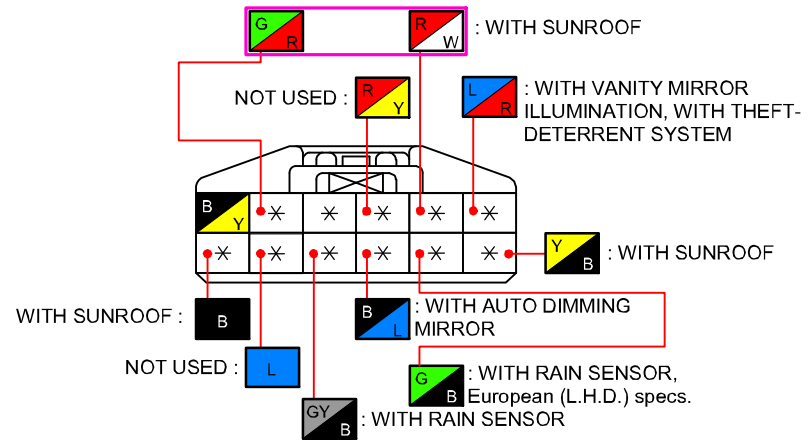 G R R W : WITH SUNROOF
NOT USED : R Y L R : WITH VANITY MIRROR
ILLUMINATION, WITH THEFT-
DETERRENT SYSTEM
B Y * * * * *
* * * * * *
Y B : WITH SUNROOF
WITH SUNROOF : B
B L : WITH AUTO DIMMING
MIRROR
NOT USED : L
G B : WITH RAIN SENSOR,
European (L.H.D.) specs.
GY B : WITH RAIN SENSOR